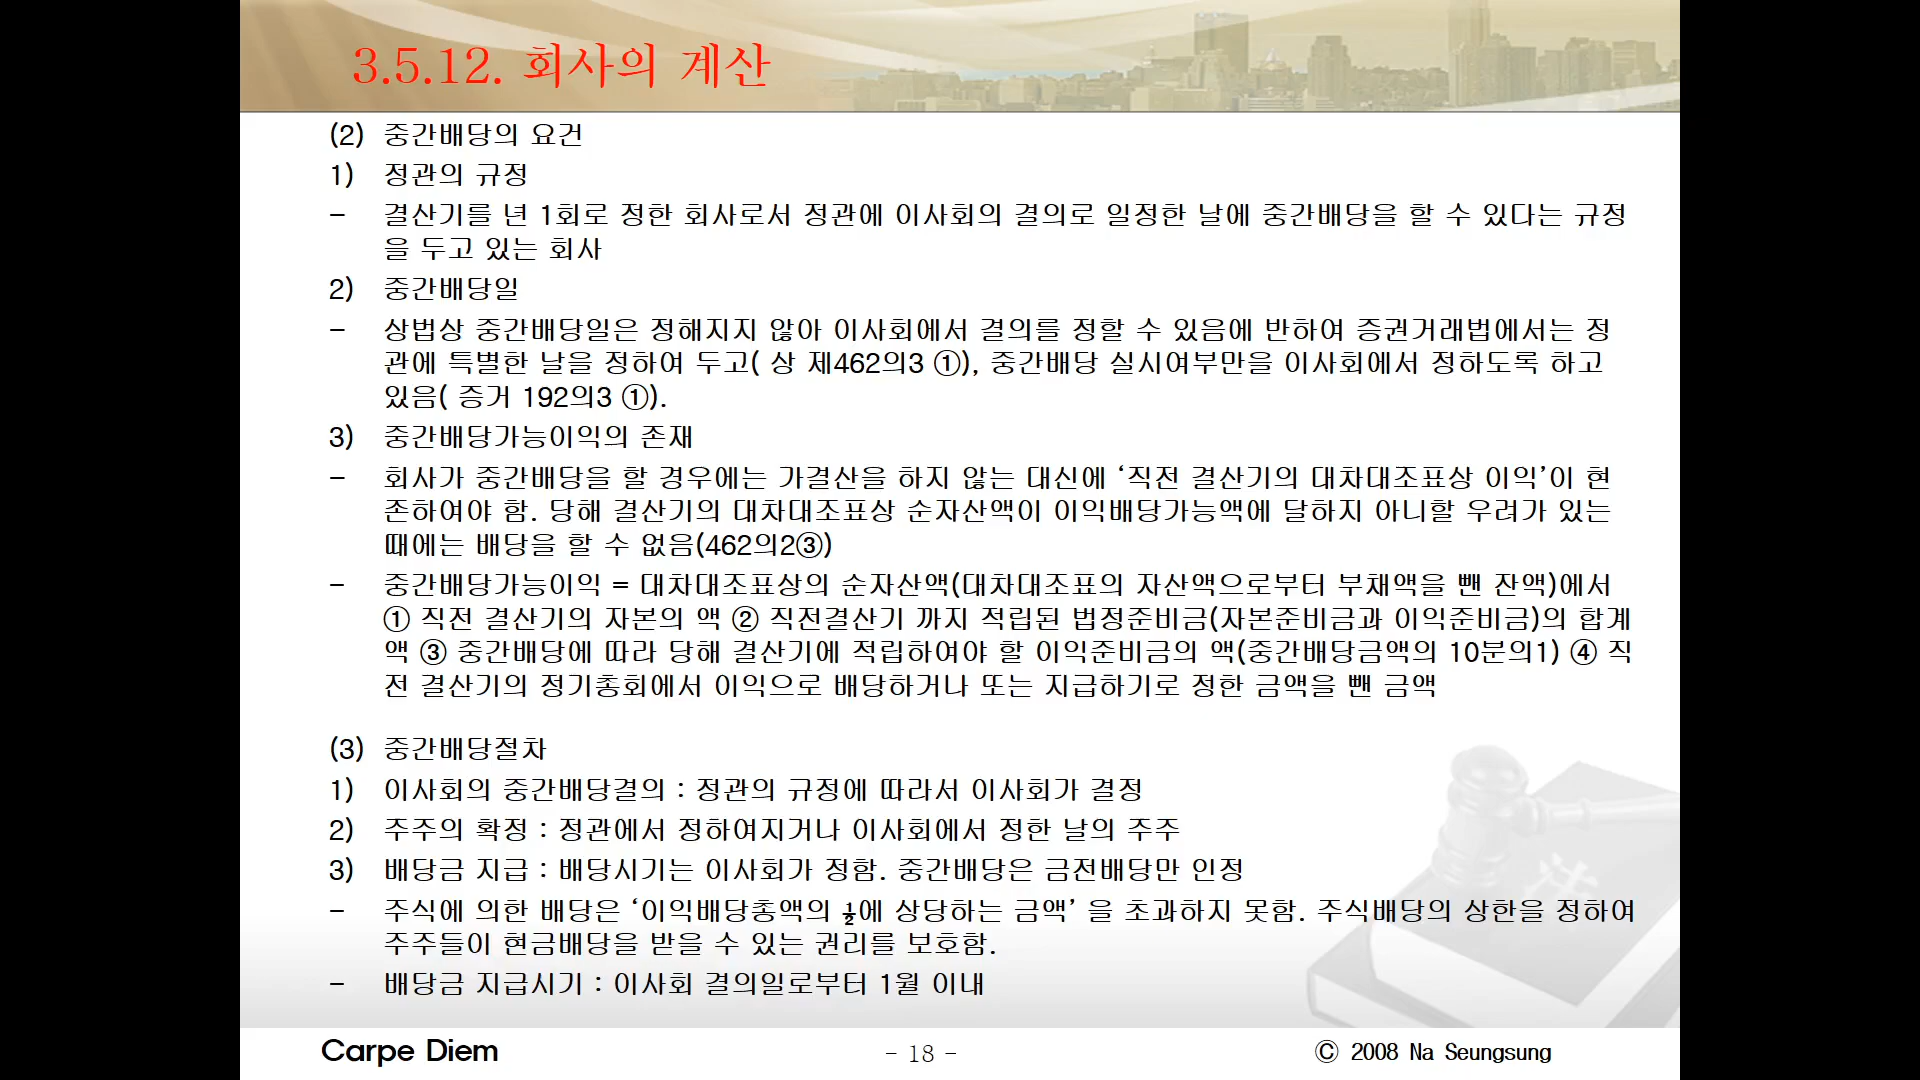 3.5.12. 회사의 계산
(2) 중간배당의 요건
1) 정관의 규정
- 결산기를 년 1회로 정한 회사로서 정관에 이사회의 결의로 일정한 날에 중간배당을 할 수 있다는 규정
을 두고 있는 회사
2) 중간배당일
- 상법상 중간배당일은 정해지지 않아 이사회에서 결의를 정할 수 있음에 반하여 증권거래법에서는 정
관에 특별한 날을 정하여 두고( 상 제462의3 ①), 중간배당 실시여부만을 이사회에서 정하도록 하고
있음( 증거 192의3 ①).
3) 중간배당가능이익의 존재
- 회사가 중간배당을 할 경우에는 가결산을 하지 않는 대신에 ‘직전 결산기의 대차대조표상 이익’이 현
존하여야 함. 당해 결산기의 대차대조표상 순자산액이 이익배당가능액에 달하지 아니할 우려가 있는
때에는 배당을 할 수 없음(462의2③)
- 중간배당가능이익 = 대차대조표상의 순자산액(대차대조표의 자산액으로부터 부채액을 뺀 잔액)에서
① 직전 결산기의 자본의 액 ② 직전결산기 까지 적립된 법정준비금(자본준비금과 이익준비금)의 합계
액 ③ 중간배당에 따라 당해 결산기에 적립하여야 할 이익준비금의 액(중간배당금액의 10분의1) ④ 직
전 결산기의 정기총회에서 이익으로 배당하거나 또는 지급하기로 정한 금액을 뺀 금액
(3) 중간배당절차
1) 이사회의 중간배당결의 : 정관의 규정에 따라서 이사회가 결정
2) 주주의 확정 : 정관에서 정하여지거나 이사회에서 정한 날의 주주
3) 배당금 지급 : 배당시기는 이사회가 정함. 중간배당은 금전배당만 인정
- 주식에 의한 배당은 ‘이익배당총액의 ½에 상당하는 금액’ 을 초과하지 못함. 주식배당의 상한을 정하여
주주들이 현금배당을 받을 수 있는 권리를 보호함.
- 배당금 지급시기 : 이사회 결의일로부터 1월 이내
法
Carpe Diem
- 18 -
© 2008 Na Seungsung